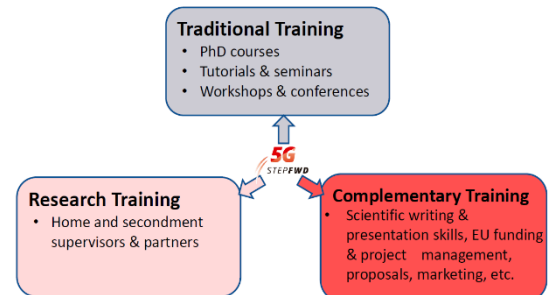 Traditional Training
• PhD courses
• Tutorials & seminars
• Workshops & conferences
5G
STEPFWD
Research Training
• Home and secondment
supervisors & partners
Complementary Training
• Scientific writing &
presentation skills, EU funding
& project management,
proposals, marketing, etc.